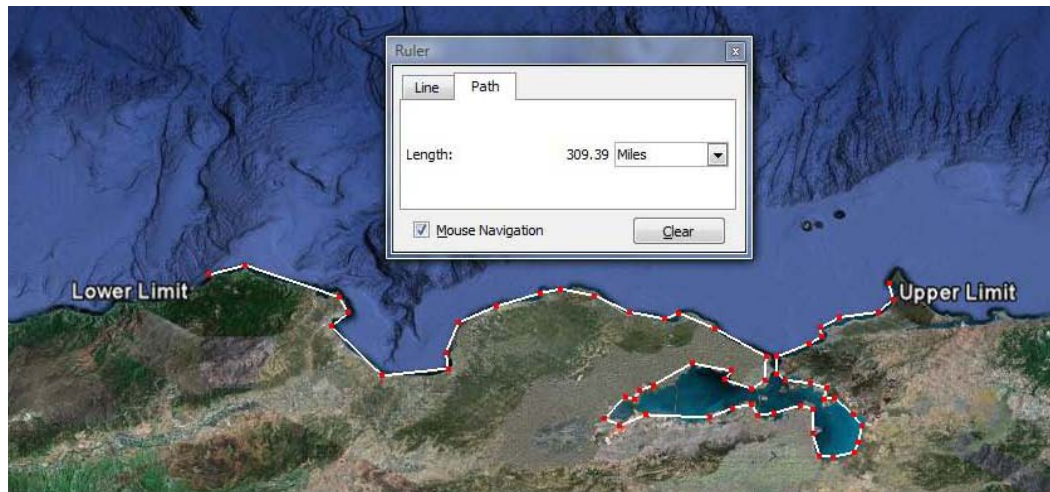 Ruler
Line Path
Length: 309.39 Miles
Mouse Navigation Clear
Lower Limit
Upper Limit